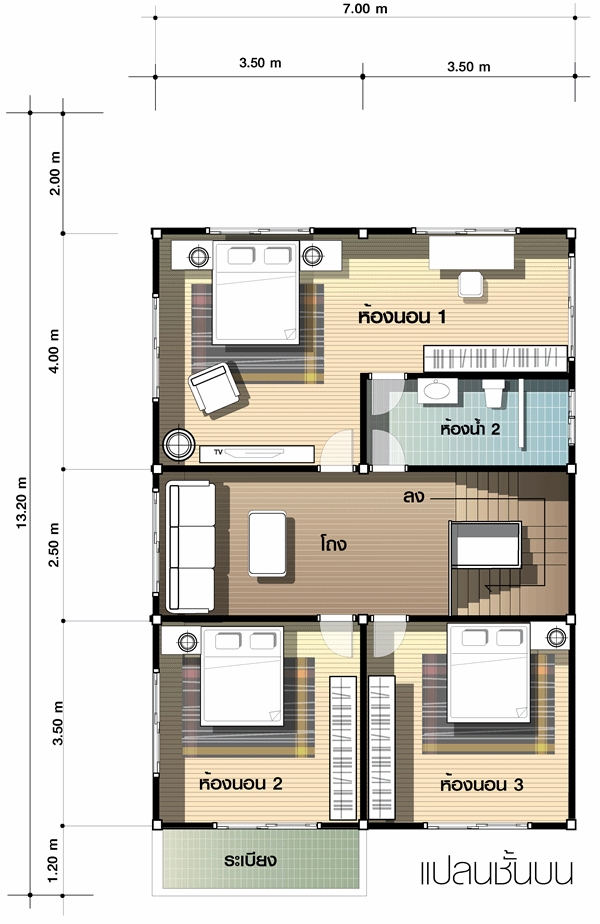 7.00 m
3.50 m
3.50 m
2.00 m
4.00 m
13.20 m
2.50 m
3.50 m
1.20 m
ห้องนอน 1
ห้องน้ำ 2
TV
ลง
โถง
ห้องนอน 2
ห้องนอน 3
ระเบียง
แปลนชั้นบน